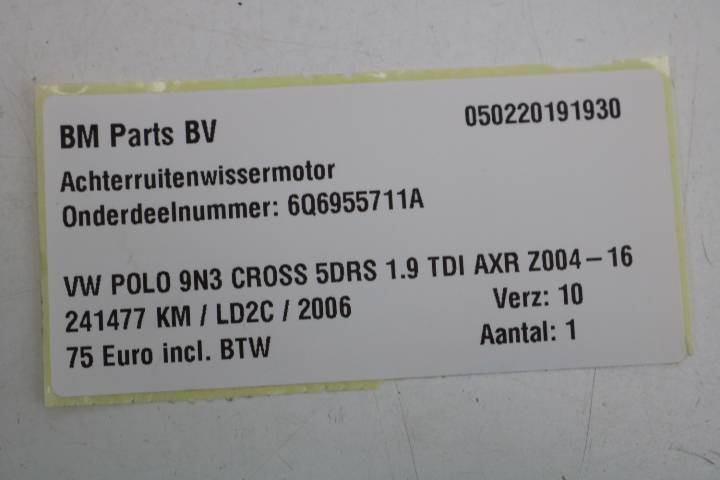 BM Parts BV 050220191930
Achterruitenwissermotor
Onderdeelnummer: 6Q6955711A
VW POLO 9N3 CROSS 5DRS 1.9 TDI AXR Z004-16
241477 KM / LD2C / 2006 Verz: 10
75 Euro incl. BTW Aantal: 1